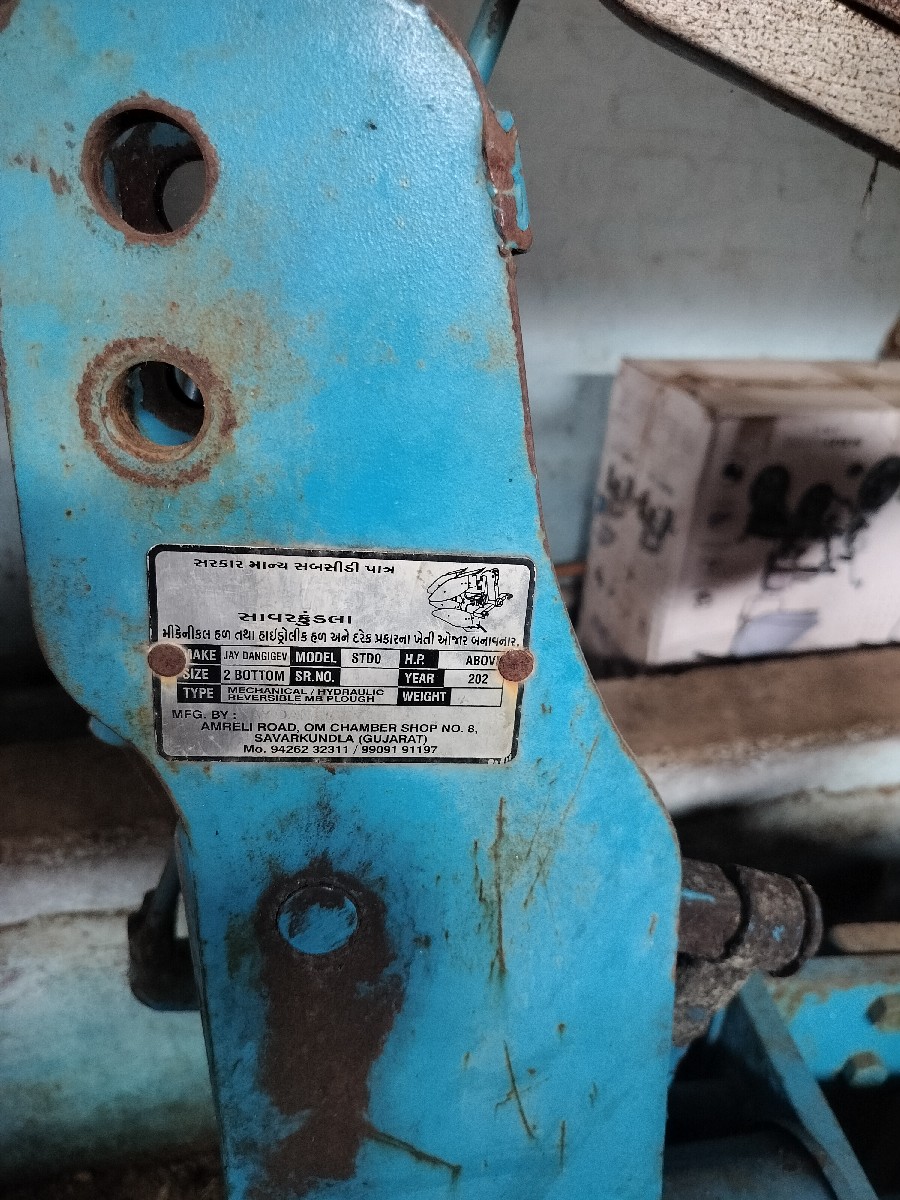 સરકાર માન્ય સબસીડી પાત્ર
સાવરકુંડલા
મીકેનીકલ હળ તથા હાઈડ્રોલીક હળ અને દરેક પ્રકારના ખેતી ઓજાર બનાવનાર.
MAKE JAY DANGIGEV MODEL STD0 H.P. ABOV
SIZE 2 BOTTOM SR.NO. YEAR 202
TYPE MECHANICAL / HYDRAULIC REVERSIBLE MB PLOUGH WEIGHT
MFG. BY :
AMRELI ROAD, OM CHAMBER SHOP NO. 8,
SAVARKUNDLA (GUJARAT)
Mo. 94262 32311 / 99091 91197